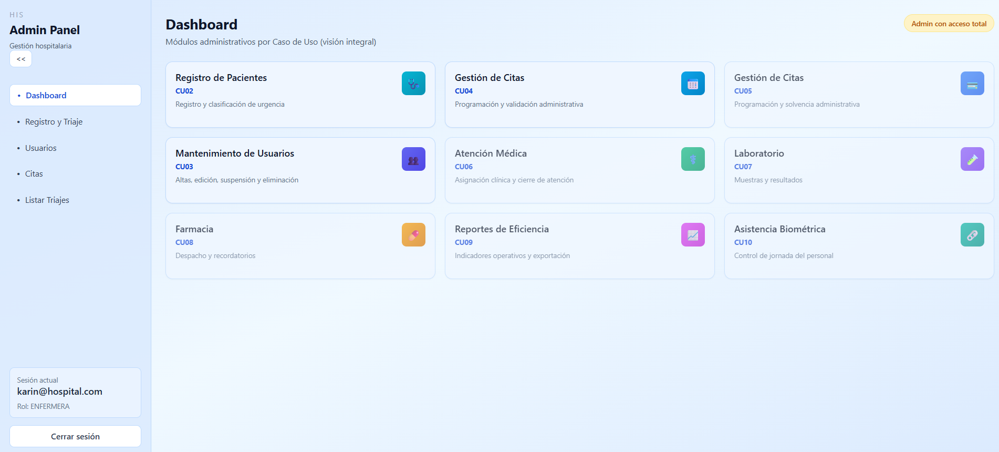 HIS
Admin Panel
Gestión hospitalaria
<<
• Dashboard
• Registro y Triaje
• Usuarios
• Citas
• Listar Triajes
Sesión actual
karin@hospital.com
Rol: ENFERMERA
Cerrar sesión
Dashboard
Módulos administrativos por Caso de Uso (visión integral)
Admin con acceso total
Registro de Pacientes
CU02
Registro y clasificación de urgencia
Gestión de Citas
CU04
Programación y validación administrativa
Gestión de Citas
CU05
Programación y solvencia administrativa
Mantenimiento de Usuarios
CU03
Altas, edición, suspensión y eliminación
Atención Médica
CU06
Asignación clínica y cierre de atención
Laboratorio
CU07
Muestras y resultados
Farmacia
CU08
Despacho y recordatorios
Reportes de Eficiencia
CU09
Indicadores operativos y exportación
Asistencia Biométrica
CU10
Control de jornada del personal